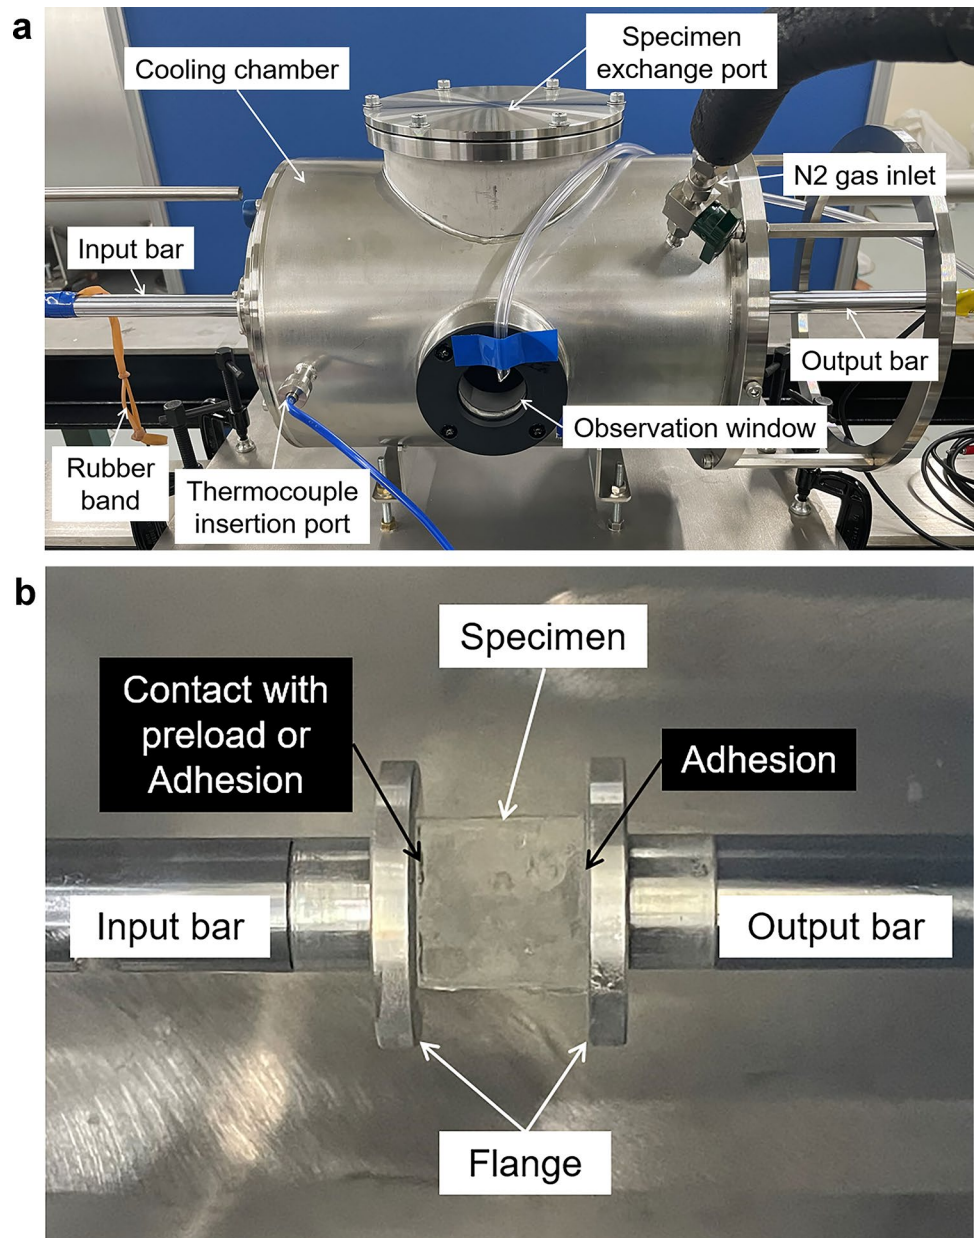 a
Specimen
exchange port
Cooling chamber
N2 gas inlet
Input bar
Output bar
Observation window
Rubber
band
Thermocouple
insertion port
b
Specimen
Contact with
preload or
Adhesion
Adhesion
Input bar
Output bar
Flange